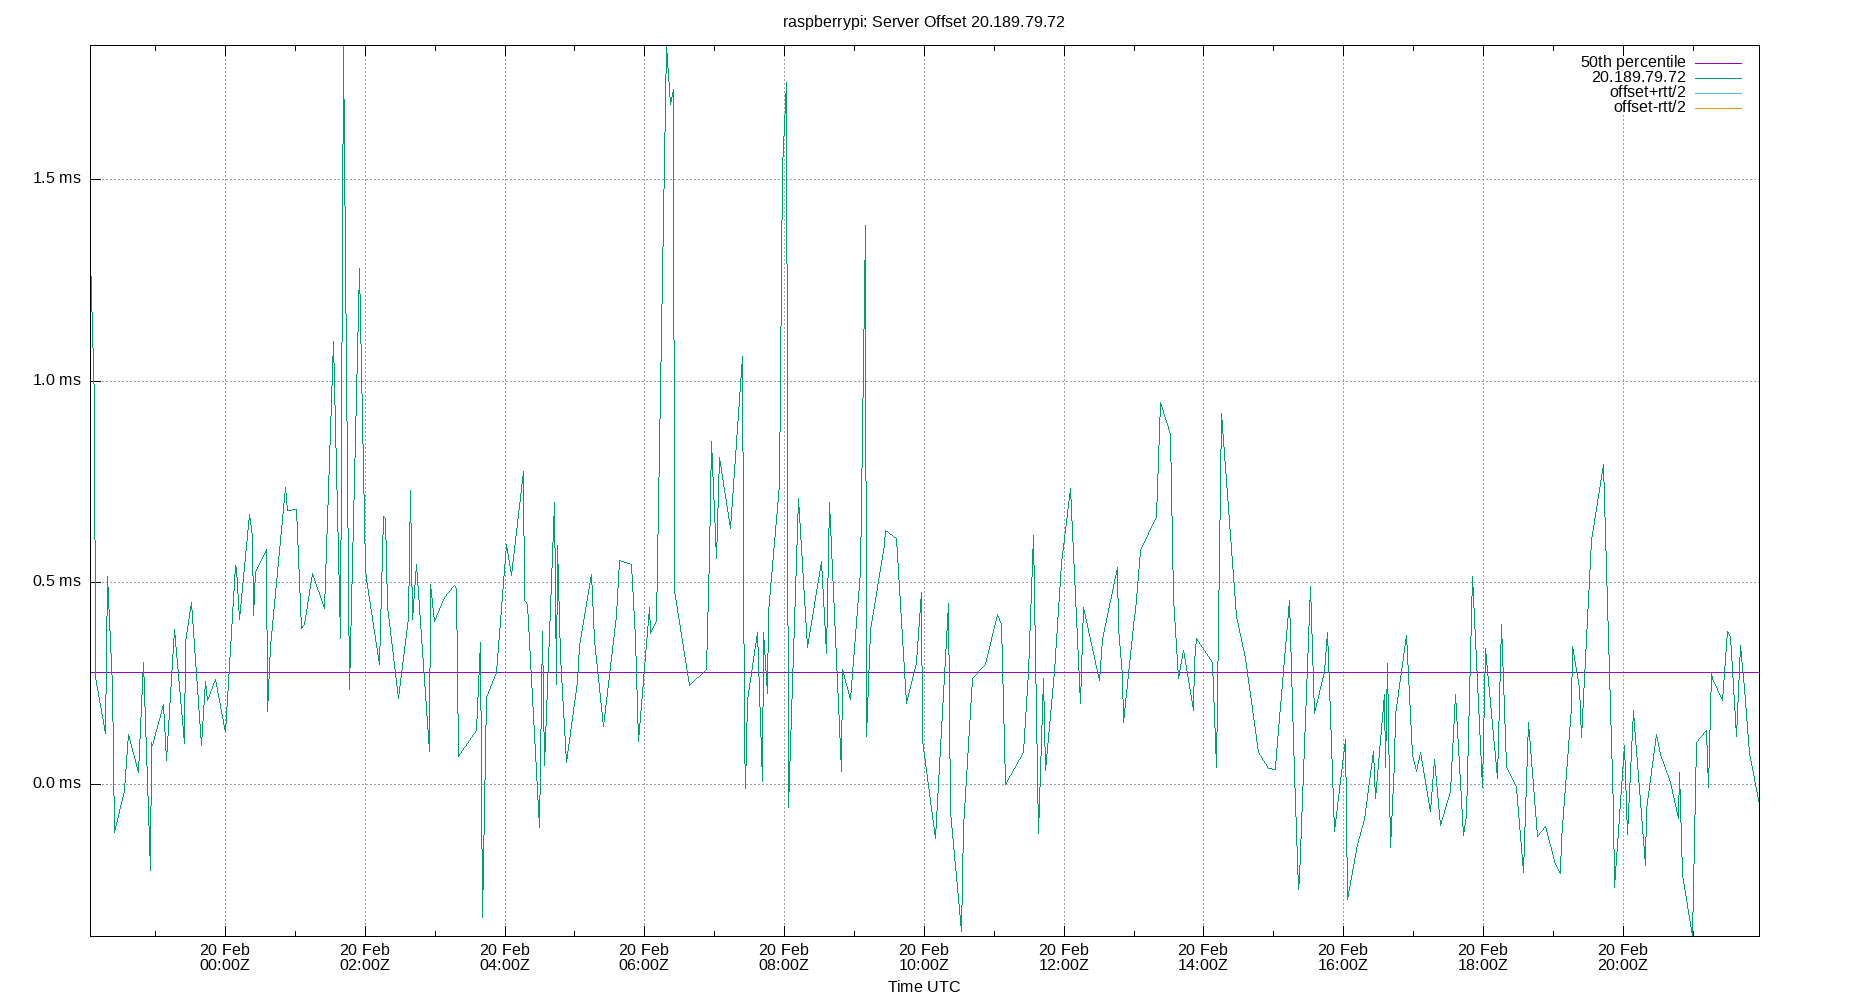 raspberrypi: Server Offset 20.189.79.72
50th percentile
20.189.79.72
offset+rtt/2
offset-rtt/2
1.5 ms
1.0 ms
0.5 ms
0.0 ms
20 Feb 20 Feb 20 Feb 20 Feb 20 Feb 20 Feb 20 Feb 20 Feb 20 Feb 20 Feb 20 Feb
00:00Z 02:00Z 04:00Z 06:00Z 08:00Z 10:00Z 12:00Z 14:00Z 16:00Z 18:00Z 20:00Z
Time UTC